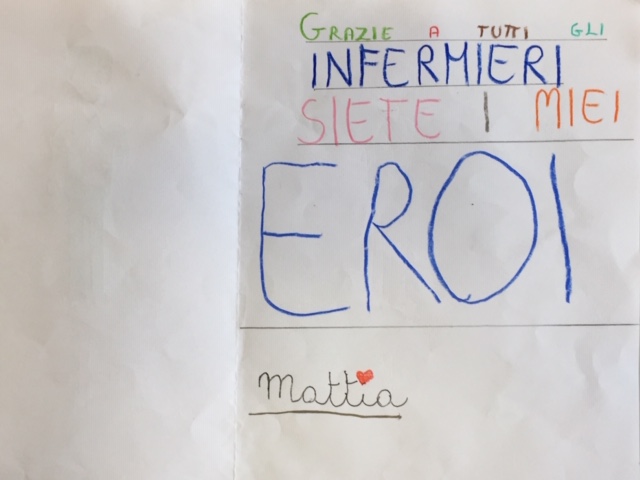 GRAZIE A TUTTI GLI
INFERMIERI
SIETE I MIEI
EROI
Mattia